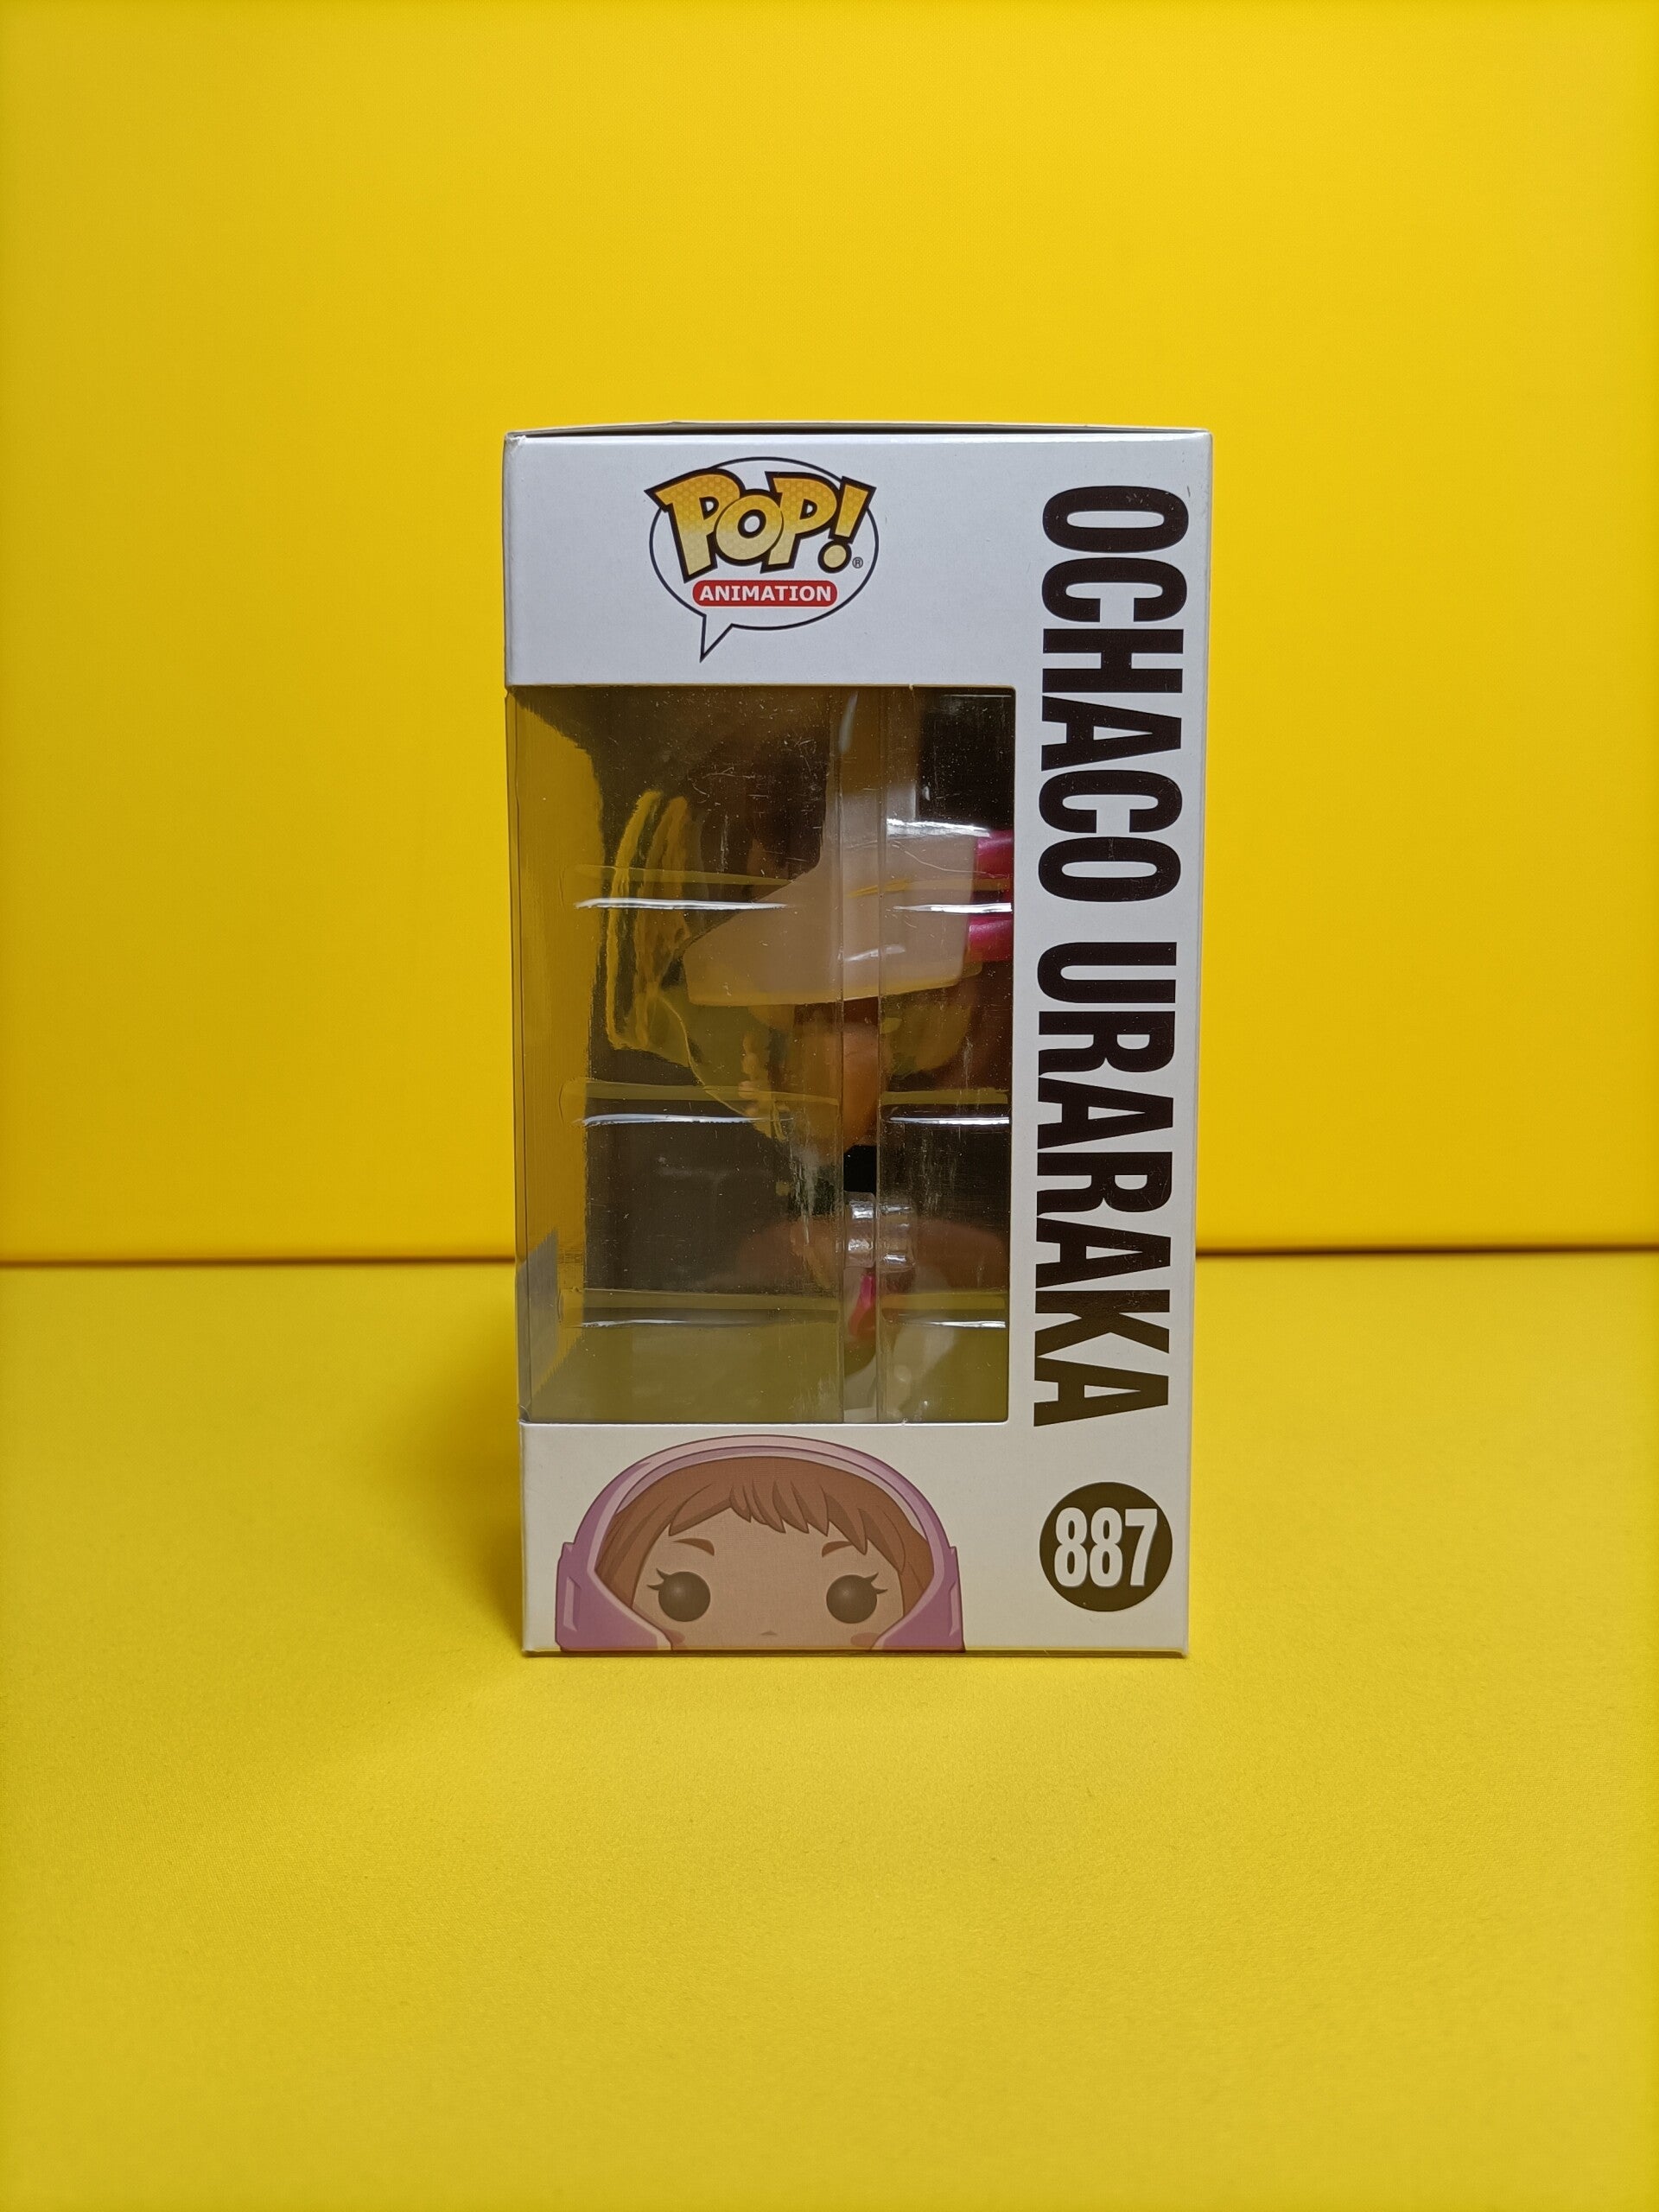 POP!
®
ANIMATION
OCHACO URARAKA
887